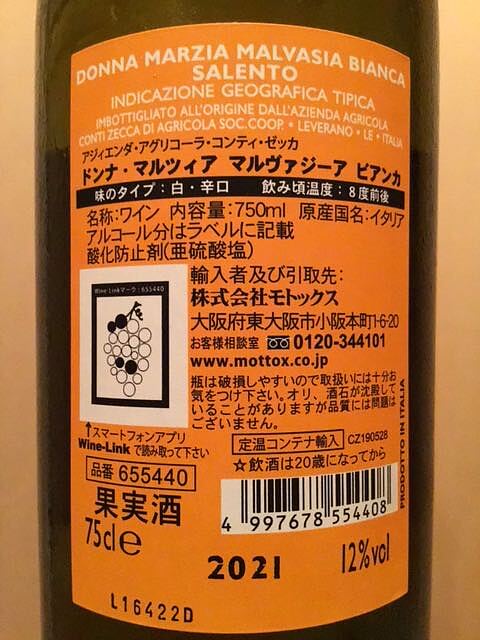 DONNA MARZIA MALVASIA BIANCA
SALENTO
INDICAZIONE GEOGRAFICA TIPICA
IMBOTTIGLIATO ALL'ORIGINE DALL'AZIENDA AGRICOLA
CONTI ZECCA DI AGRICOLA SOC.COOP. • LEVERANO • LE • ITALIA
アジィエンダ・アグリコーラ・コンティ・ゼッカ
ドンナ・マルツィア マルヴァジーア ビアンカ
味のタイプ：白・辛口 飲み頃温度：8度前後
名称：ワイン 内容量：750ml 原産国名：イタリア
アルコール分はラベルに記載
酸化防止剤(亜硫酸塩)
Wine-Linkマーク:655440
輸入者及び引取先：
株式会社モトックス
大阪府東大阪市小阪本町1-6-20
お客様相談室 0120-344101
www.mottox.co.jp
瓶は破損しやすいので取扱いには十分お
気をつけ下さい。オリ、酒石が沈殿して
いることがありますが品質には問題は
ございません。
↑スマートフォンアプリ
Wine-Linkで読み取って下さい
定温コンテナ輸入 CZ190528
☆飲酒は20歳になってから
PRODOTTO IN ITALIA
品番 655440
果実酒
75cl e
4 997678 554408
2021
12%vol
L16422D